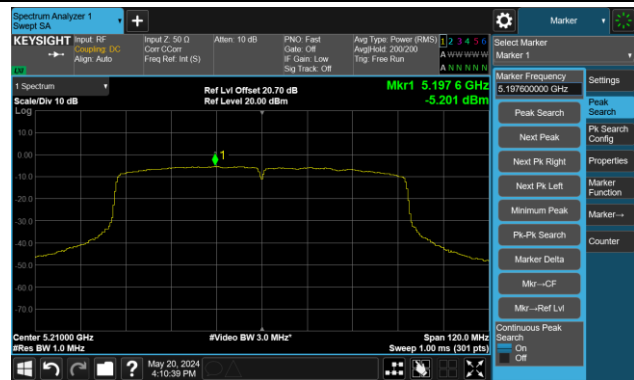 Spectrum Analyzer 1
Swept SA
Marker
KEYSIGHT
Input: RF
Coupling: DC
Align: Auto
Input Z: 50 Ω
Corr CCorr
Freq Ref: Int (S)
Atten: 10 dB
PNO: Fast
Gate: Off
IF Gain: Low
Sig Track: Off
Avg Type: Power (RMS)
Avg|Hold: 200/200
Trig: Free Run
1 2 3 4 5 6
A W W W W W
A N N N N N
Select Marker
Marker 1
1 Spectrum
Scale/Div 10 dB
Log
Ref Lvl Offset 20.70 dB
Ref Level 20.00 dBm
Mkr1 5.197 6 GHz
-5.201 dBm
10.0
0.00
-10.0
-20.0
-30.0
-40.0
-50.0
-60.0
-70.0
1
Center 5.21000 GHz
#Res BW 1.0 MHz
#Video BW 3.0 MHz*
Span 120.0 MHz
Sweep 1.00 ms (301 pts)
Marker Frequency
5.197600000 GHz
Peak Search
Next Peak
Next Pk Right
Next Pk Left
Minimum Peak
Pk-Pk Search
Marker Delta
Mkr→CF
Mkr→Ref Lvl
Continuous Peak
Search
On
Off
Settings
Peak
Search
Pk Search
Config
Properties
Marker
Function
Marker→
Counter
?
May 20, 2024
4:10:39 PM